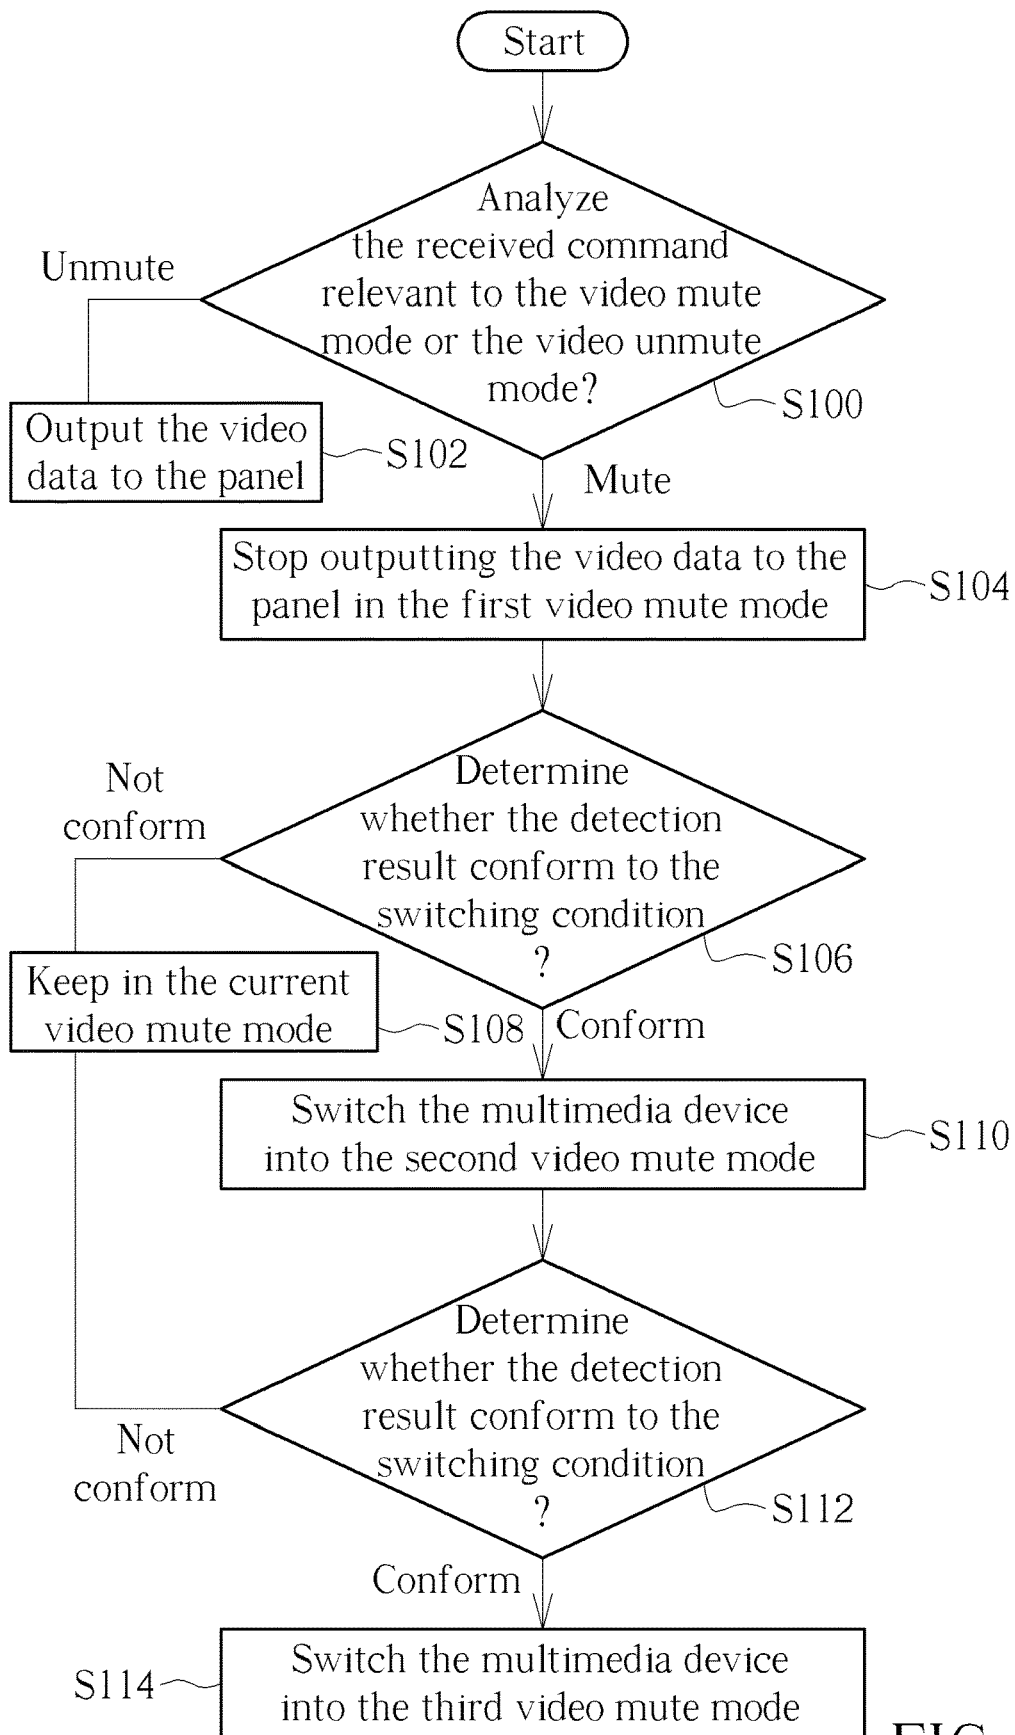 Start
Analyze
the received command
relevant to the video mute
mode or the video unmute
mode?
S100
Unmute
Output the video
data to the panel
S102
Mute
Stop outputting the video data to the
panel in the first video mute mode
S104
Determine
whether the detection
result conform to the
switching condition
?
S106
Not
conform
Keep in the current
video mute mode
S108
Conform
Switch the multimedia device
into the second video mute mode
S110
Determine
whether the detection
result conform to the
switching condition
?
S112
Not
conform
Conform
Switch the multimedia device
into the third video mute mode
S114